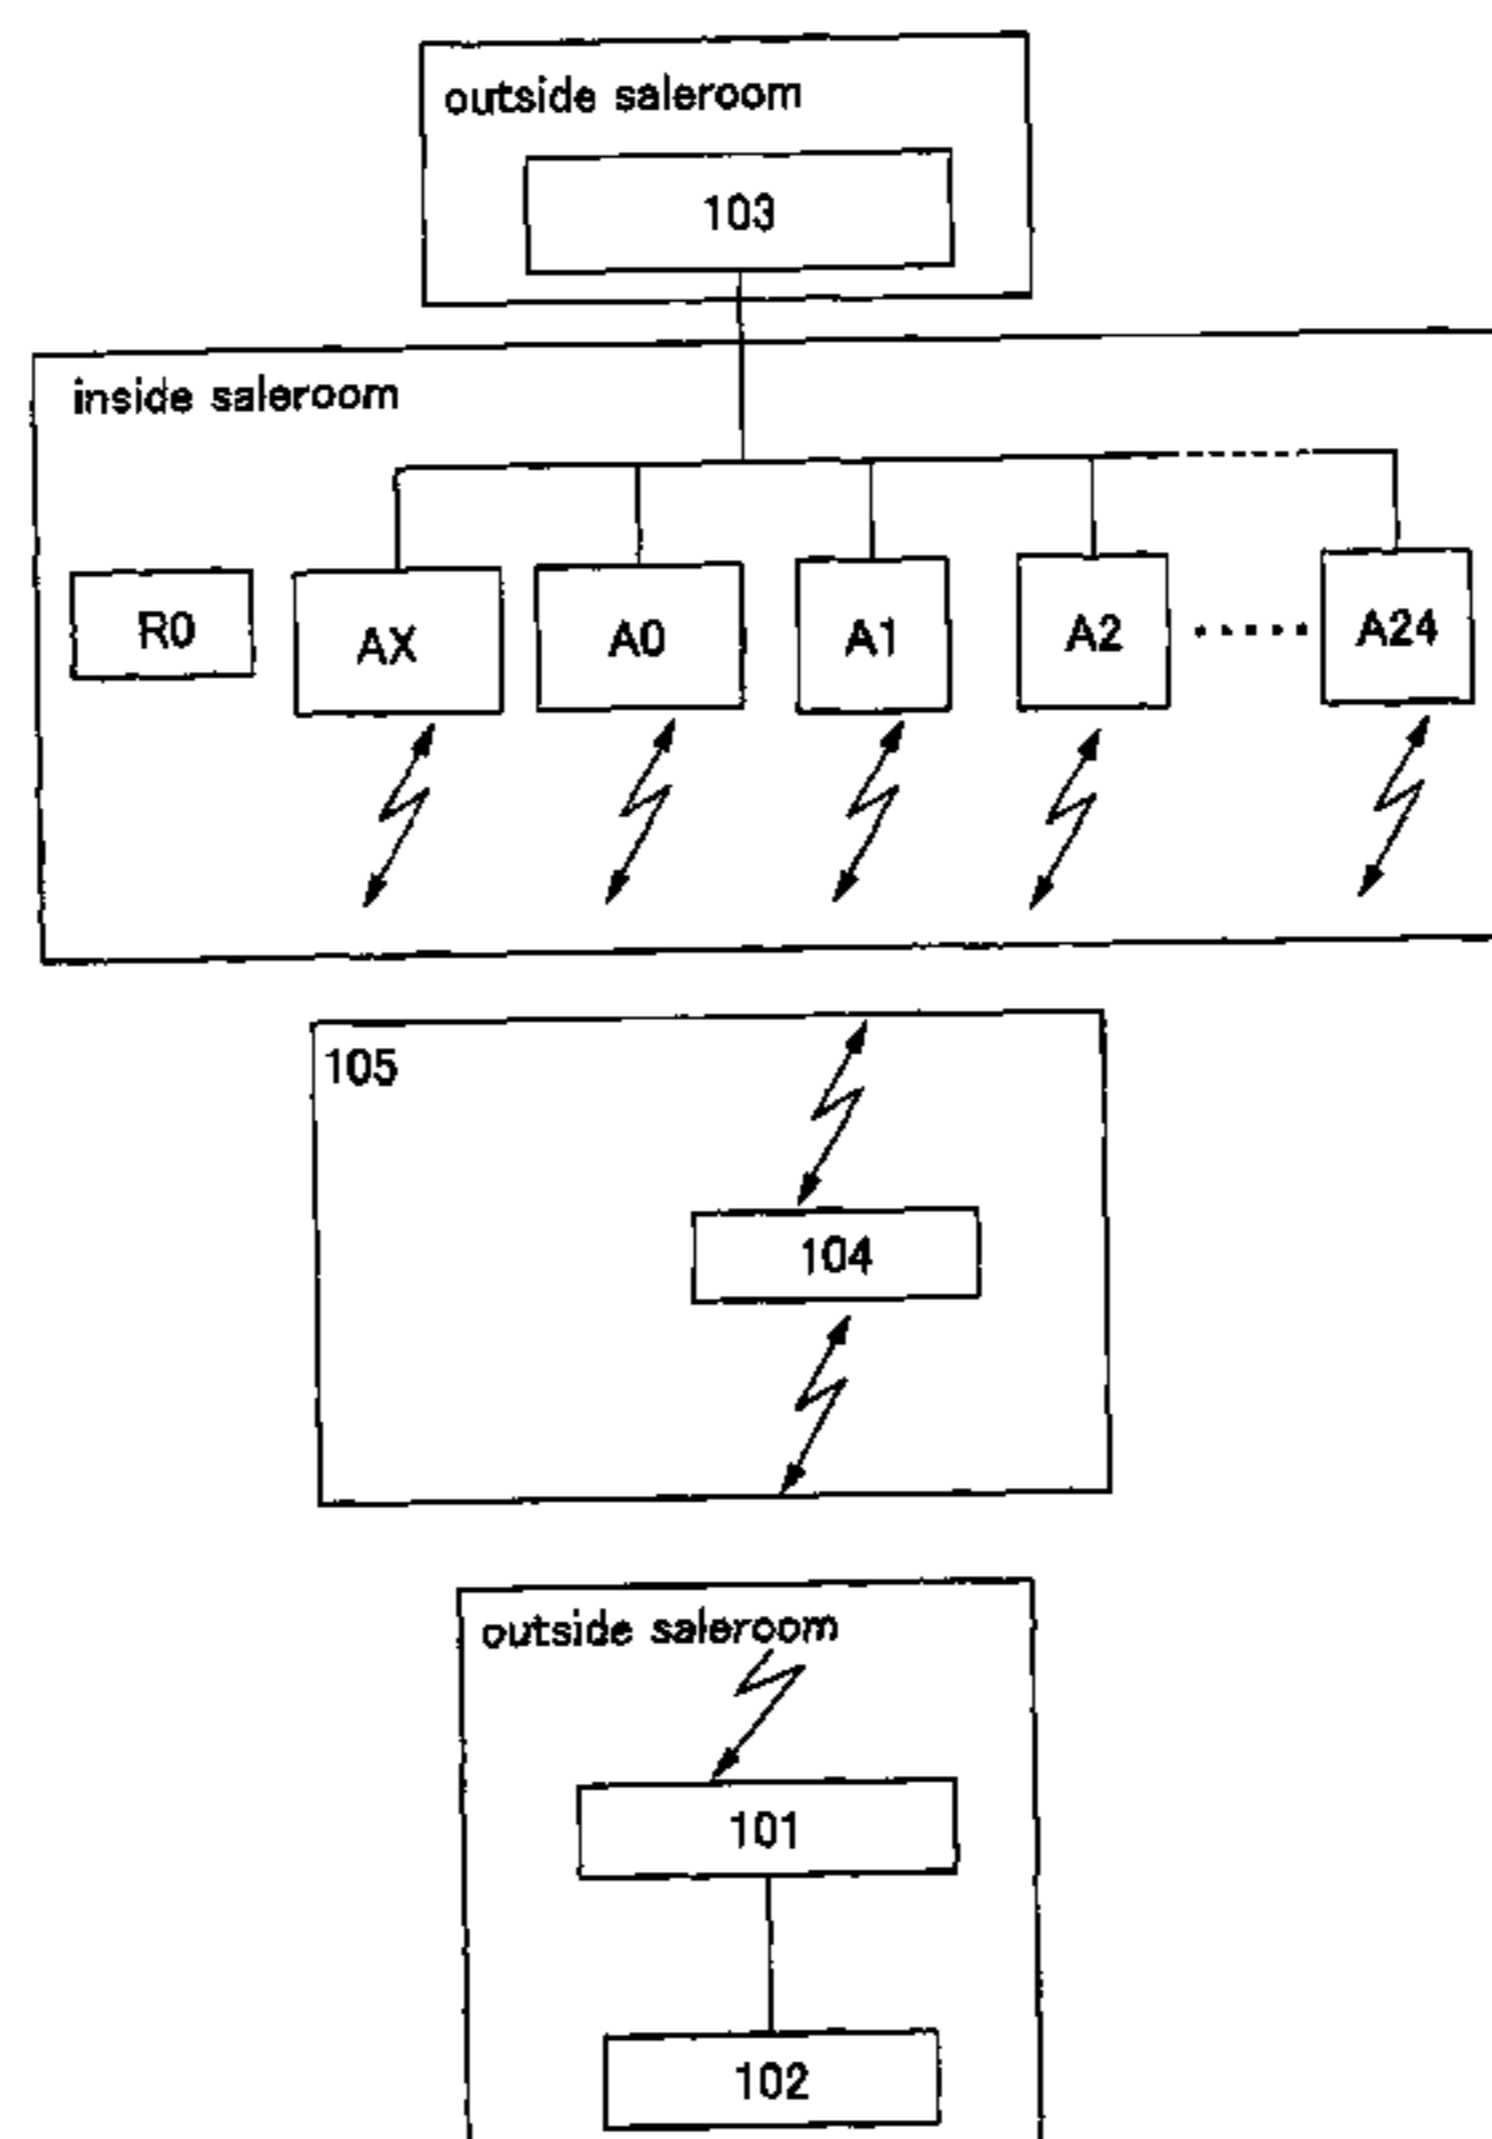 outside saleroom
103
inside saleroom
R0 AX A0 A1 A2 ..... A24
105
104
outside saleroom
101
102